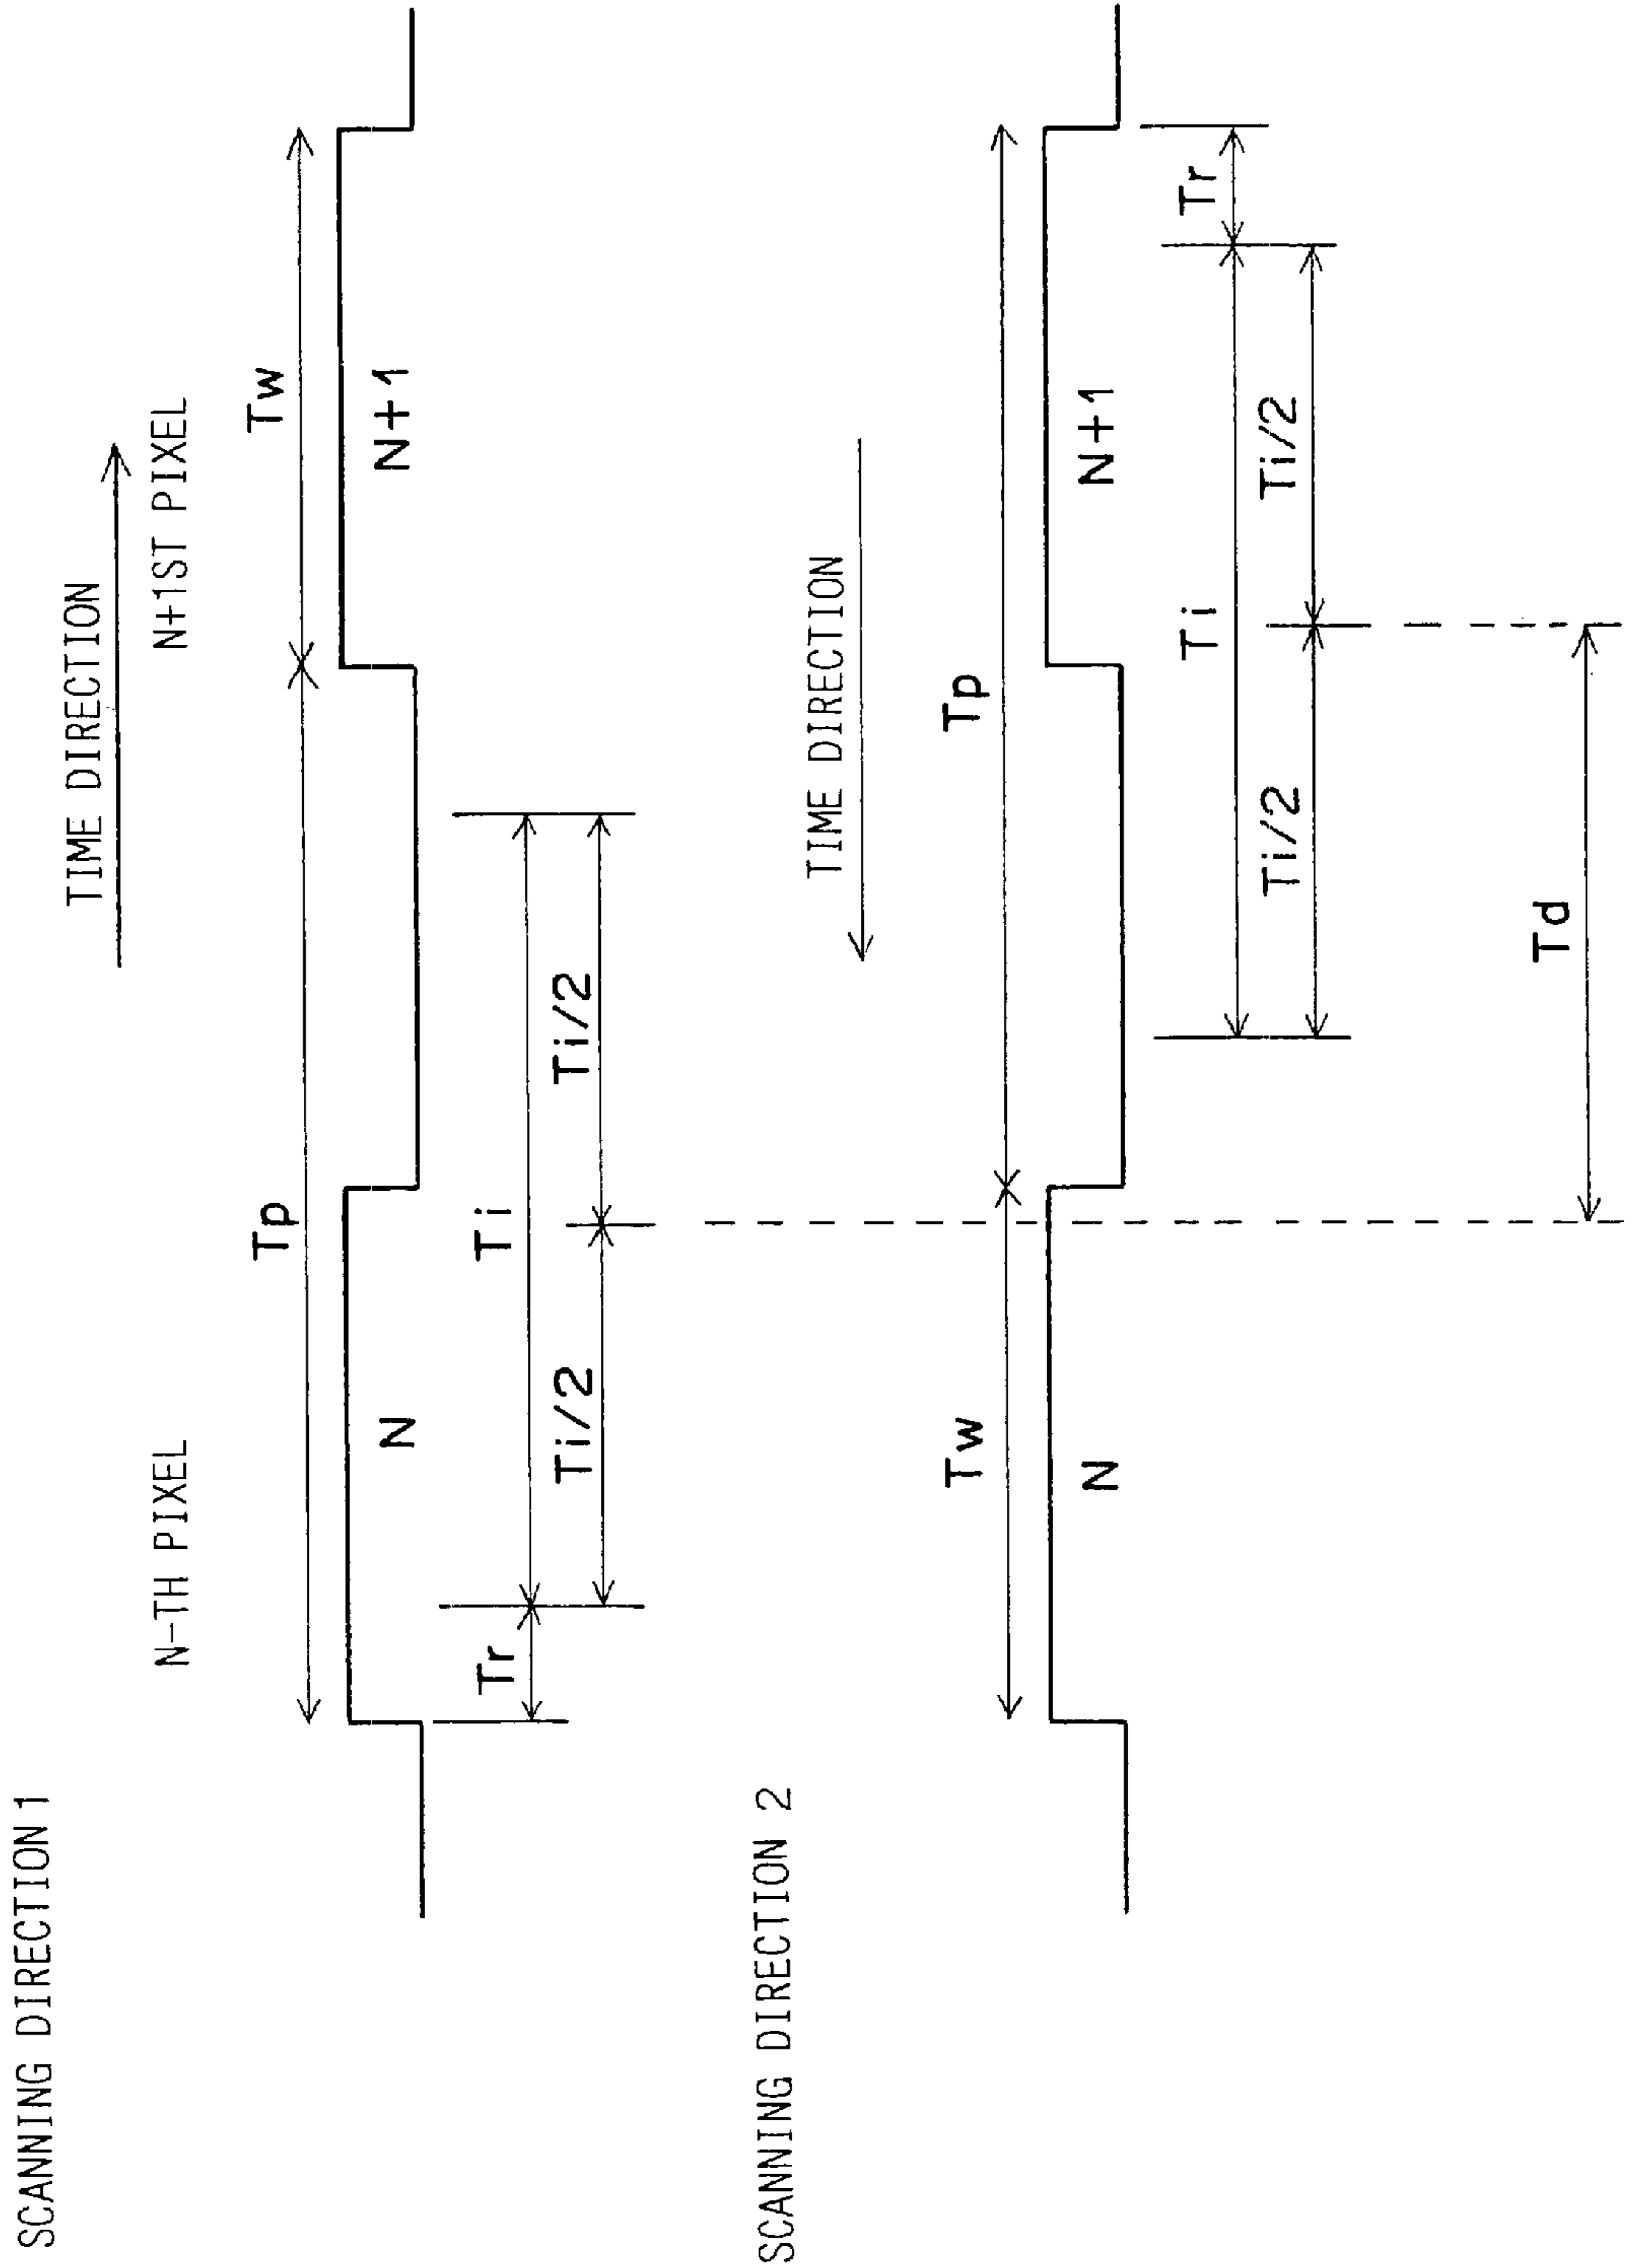 SCANNING DIRECTION 1
TIME DIRECTION
N-TH PIXEL
N+1ST PIXEL
Tp
Tw
N
N+1
Tr
Ti
Ti/2
Ti/2
SCANNING DIRECTION 2
TIME DIRECTION
Tw
Tp
N
N+1
Ti
Tr
Ti/2
Ti/2
Td